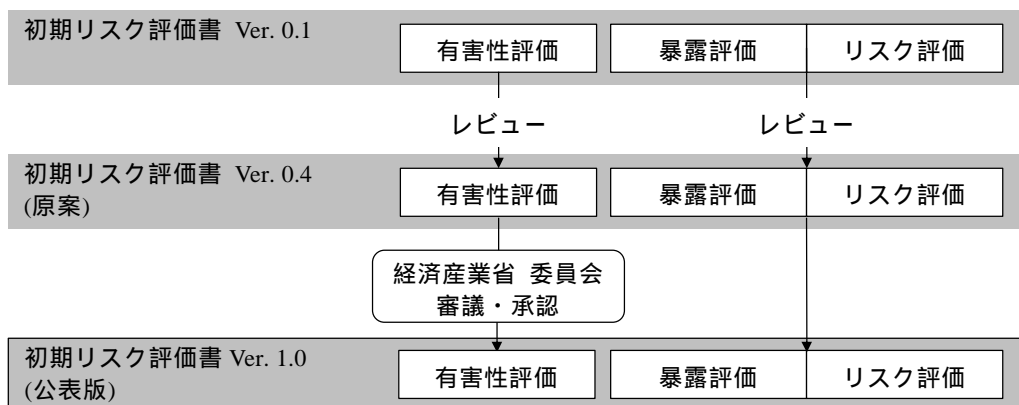 初期リスク評価書 Ver. 0.1
有害性評価 暴露評価 リスク評価
レビュー レビュー
初期リスク評価書 Ver. 0.4
(原案)
有害性評価 暴露評価 リスク評価
経済産業省 委員会
審議・承認
初期リスク評価書 Ver. 1.0
(公表版)
有害性評価 暴露評価 リスク評価